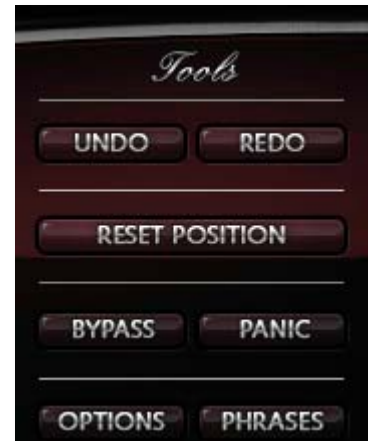 Tools
UNDO REDO
RESET POSITION
BYPASS PANIC
OPTIONS PHRASES